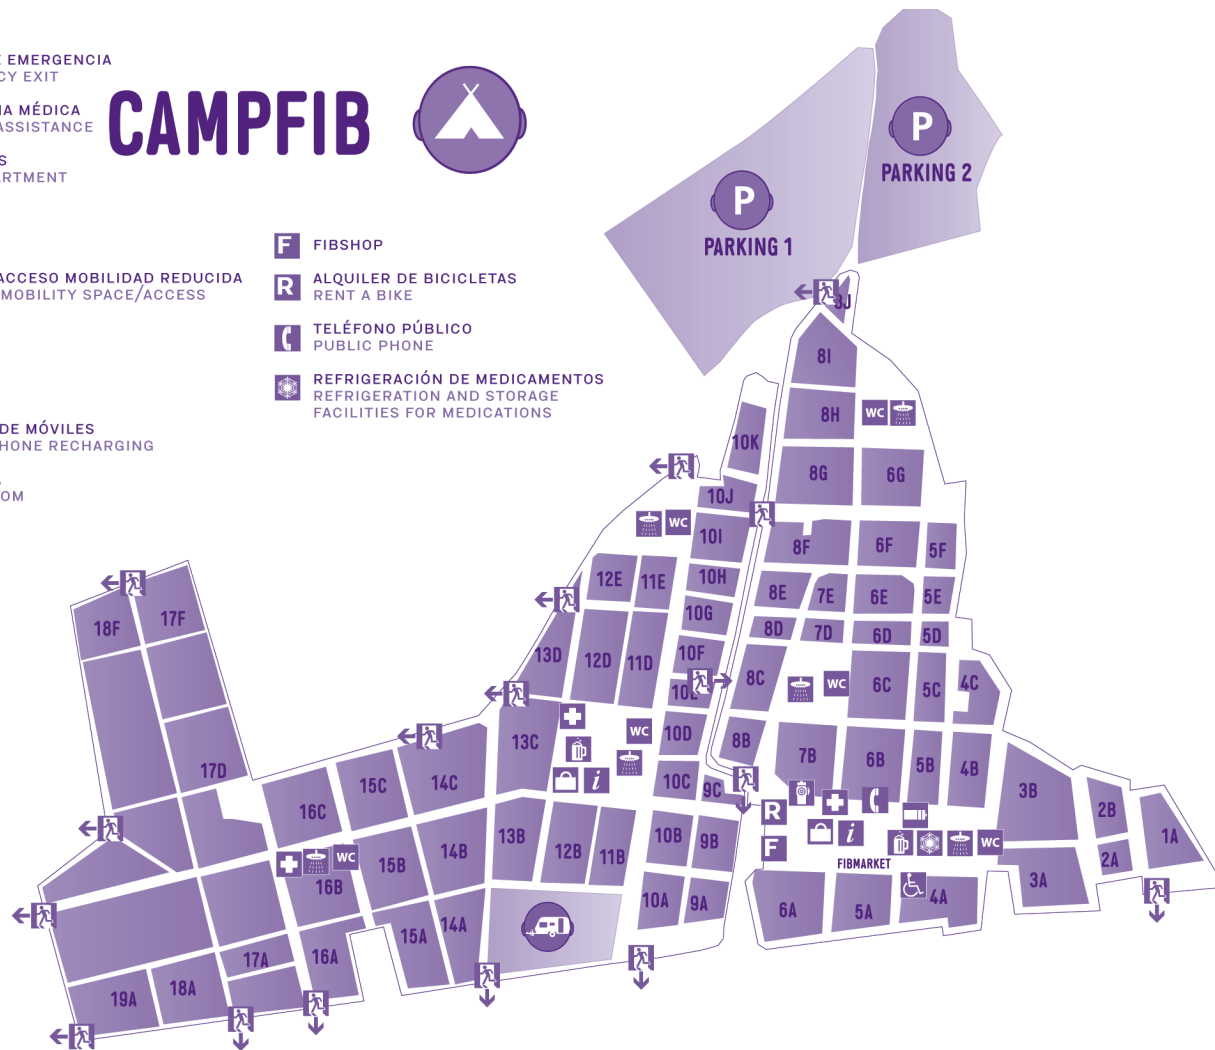 E EMERGENCIA
CY EXIT
IA MÉDICA
ASSISTANCE
S
ARTMENT
CAMPFIB
ACCESO MOBILIDAD REDUCIDA
MOBILITY SPACE/ACCESS
DE MÓVILES
HONE RECHARGING
OM
F FIBSHOP
R ALQUILER DE BICICLETAS
RENT A BIKE
TELÉFONO PÚBLICO
PUBLIC PHONE
REFRIGERACIÓN DE MEDICAMENTOS
REFRIGERATION AND STORAGE
FACILITIES FOR MEDICATIONS
P
PARKING 2
P
PARKING 1
8J
8I
8H
WC
10K
8G
6G
10J
WC
10I
8F
6F
5F
12E
11E
10H
8E
7E
6E
5E
18F
17F
10G
8D
7D
6D
5D
13D
12D
11D
10F
10E
8C
WC
6C
5C
4C
13C
WC
10D
8B
7B
6B
5B
4B
17D
16C
15C
14C
i
10C
9C
3B
2B
1A
R
F
i
WC
FIBMARKET
13B
12B
11B
10B
9B
14B
15B
WC
16B
2A
3A
10A
9A
6A
5A
4A
14A
15A
16A
17A
18A
19A